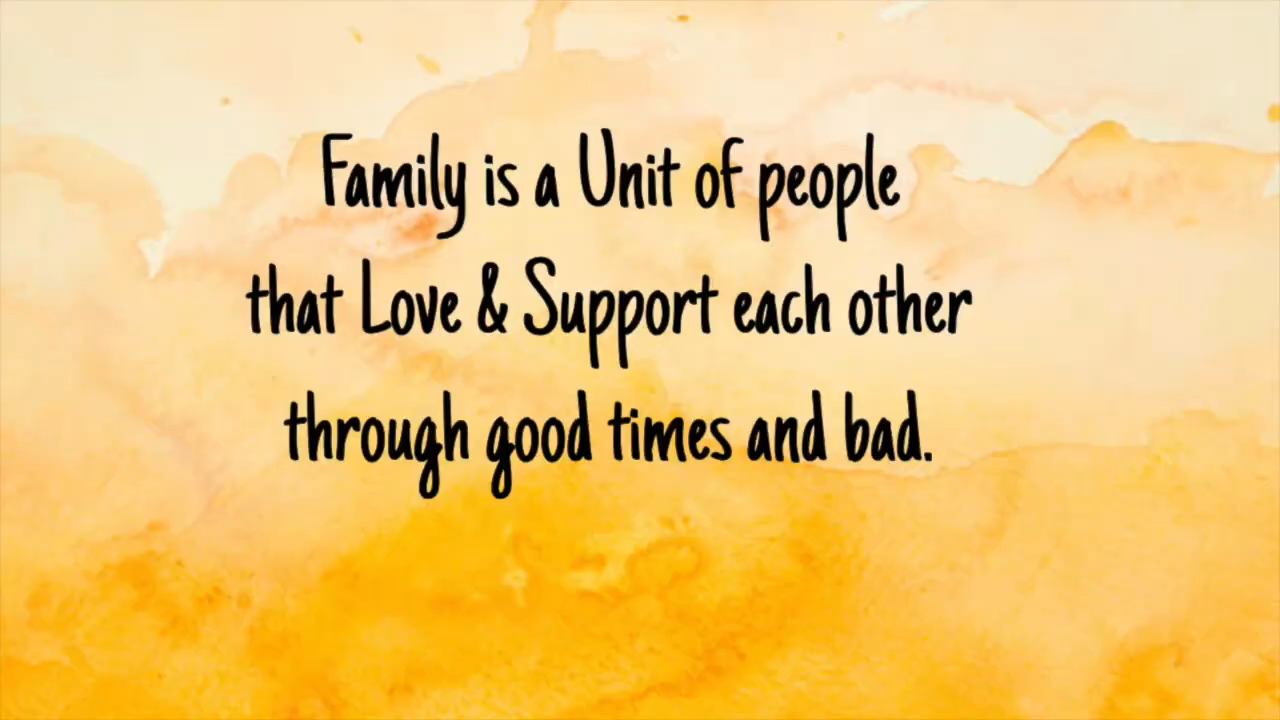 Family is a Unit of people
that Love & Support each other
through good times and bad.